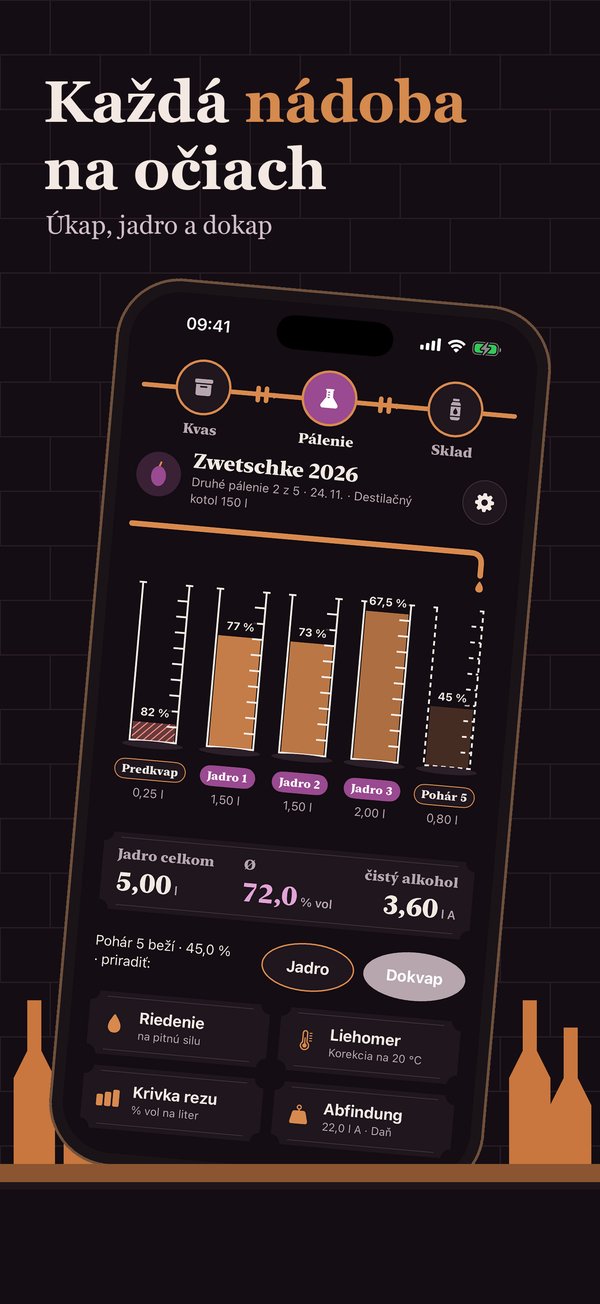 Každá nádoba
na očiach
Úkap, jadro a dokap
09:41
Kvas
Pálenie
Sklad
Zwetschke 2026
Druhé pálenie 2 z 5 · 24. 11. · Destilačný
kotol 150 l
82 %
77 %
73 %
67,5 %
45 %
Predkvap
Jadro 1
Jadro 2
Jadro 3
Pohár 5
0,25 l
1,50 l
1,50 l
2,00 l
0,80 l
Jadro celkom
Ø
čistý alkohol
5,00 l
72,0 % vol
3,60 l A
Pohár 5 beží · 45,0 %
· priradiť:
Jadro
Dokvap
Riedenie
na pitnú silu
Liehomer
Korekcia na 20 °C
Krivka rezu
% vol na liter
Abfindung
22,0 l A · Daň